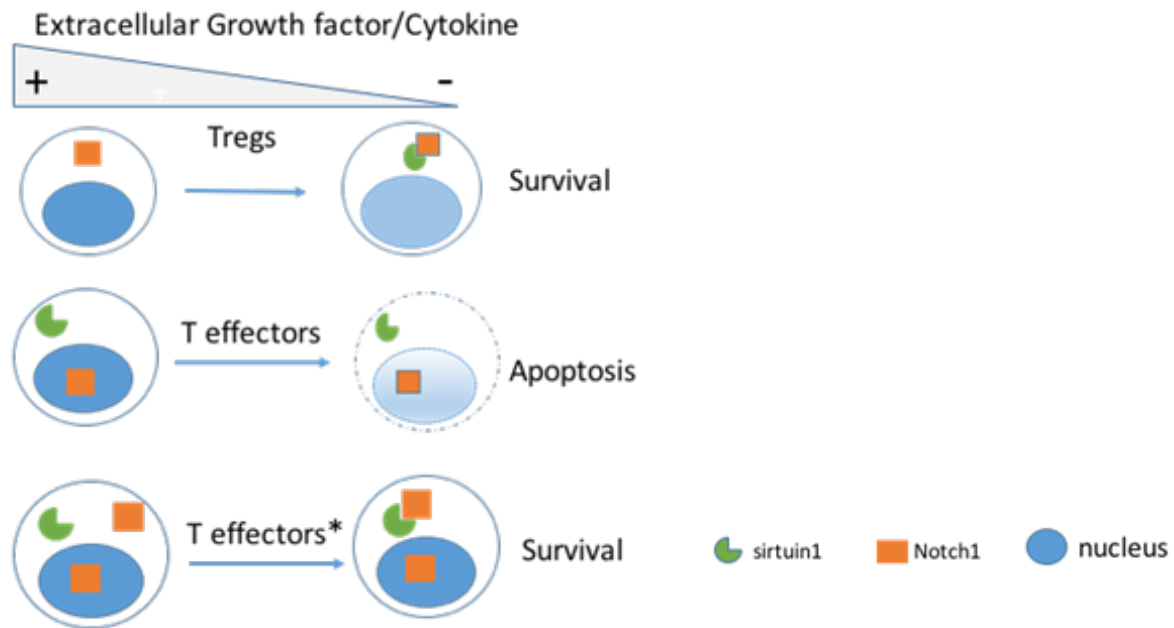 Extracellular Growth factor/Cytokine
+ + -
Tregs
Survival
T effectors
Apoptosis
T effectors*
Survival
sirtuin1 Notch1 nucleus